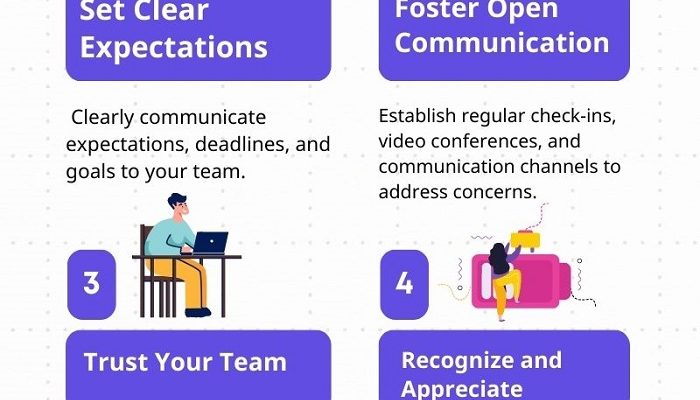 Set Clear
Expectations
Clearly communicate
expectations, deadlines, and
goals to your team.
Foster Open
Communication
Establish regular check-ins,
video conferences, and
communication channels to
address concerns.
3
Trust Your Team
4
Recognize and
Appreciate